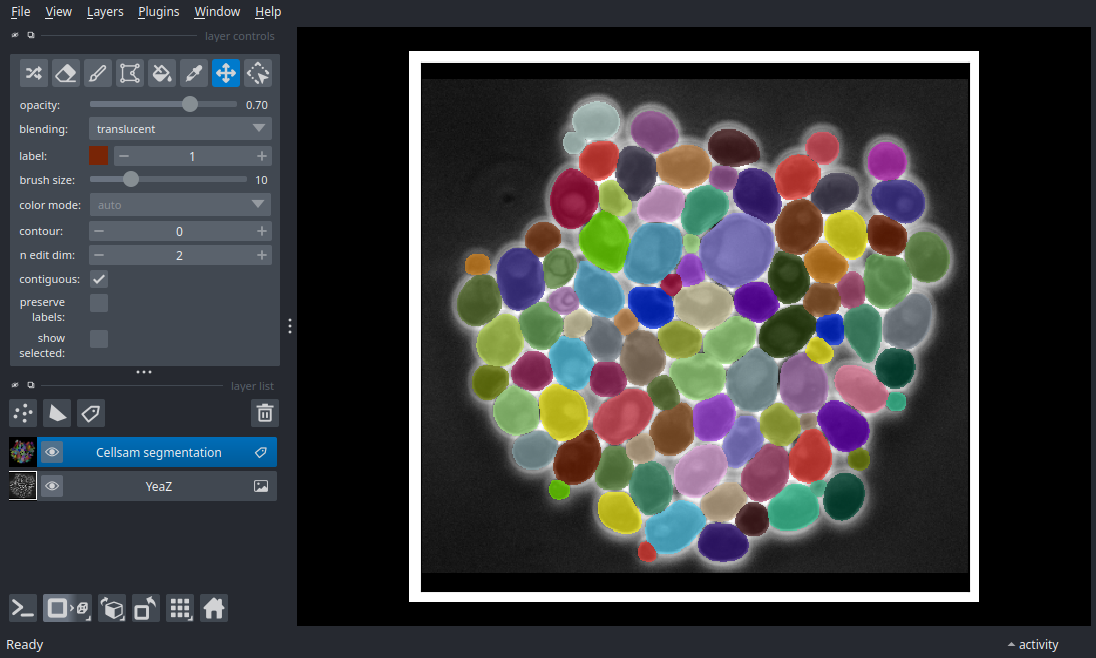 File View Layers Plugins Window Help
layer controls
opacity: 0.70
blending: translucent
label: 1
brush size: 10
color mode: auto
contour: 0
n edit dim: 2
contiguous:
preserve
labels:
show
selected:
layer list
Cellsam segmentation
YeaZ
Ready
activity